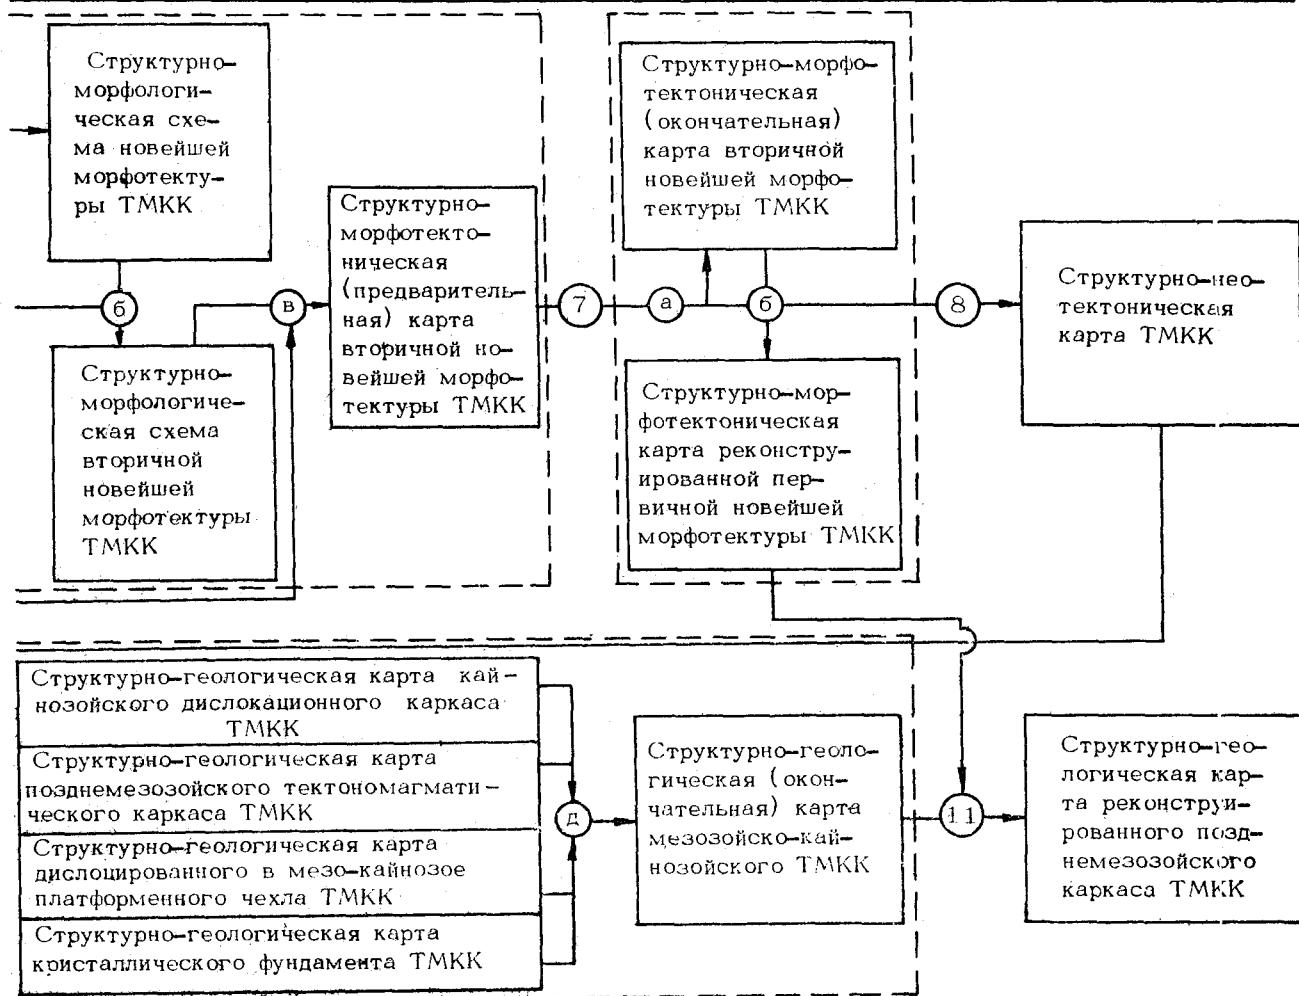 Структурно-
морфологи-
ческая схе-
ма новейшей
морфотекту-
ры ТМКК
б
Структурно-
морфологиче-
ская схема
вторичной
новейшей
морфотектуры
ТМКК
в
Структурно-
морфотекто-
ническая
(предваритель-
ная) карта
вторичной но-
вейшей морфо-
тектуры ТМКК
7
а
Структурно-морфо-
тектоническая
(окончательная)
карта вторичной
новейшей морфо-
тектуры ТМКК
б
Структурно-мор-
фотектоническая
карта реконстру-
ированной пер-
вичной новейшей
морфотектуры ТМКК
8
Структурно-нео-
тектоническая
карта ТМКК
Структурно-геологическая карта кай-
нозойского дислокационного каркаса
ТМКК
Структурно-геологическая карта
позднемезозойского тектономагмати-
ческого каркаса ТМКК
Структурно-геологическая карта
дислоцированного в мезо-кайнозое
платформенного чехла ТМКК
Структурно-геологическая карта
кристаллического фундамента ТМКК
д
Структурно-геоло-
гическая (окон-
чательная) карта
мезозойско-кай-
нозойского ТМКК
11
Структурно-гео-
логическая кар-
та реконструи-
рованного позд-
немезозойского
каркаса ТМКК